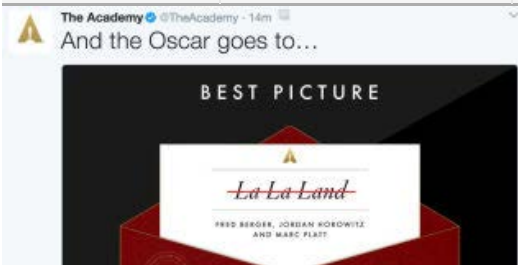 The Academy @TheAcademy · 14m
And the Oscar goes to...
BEST PICTURE
La La Land
FRED BERGER, JORDAN HOROWITZ
AND MARC PLATT